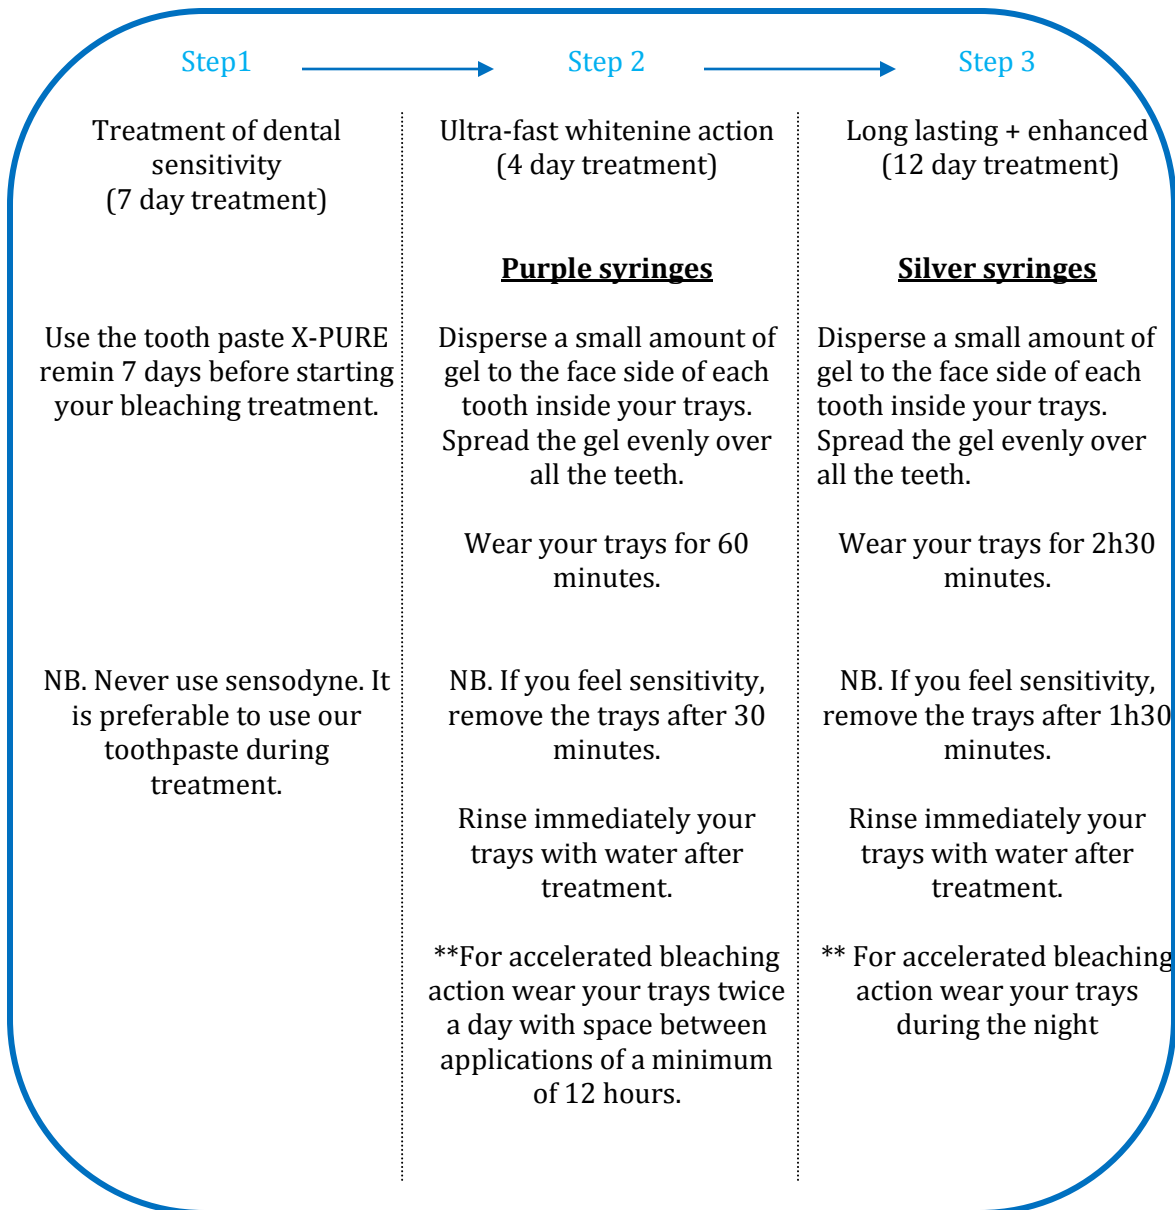 Step1
Step 2
Step 3
Treatment of dental
sensitivity
(7 day treatment)
Use the tooth paste X-PURE
remin 7 days before starting
your bleaching treatment.
NB. Never use sensodyne. It
is preferable to use our
toothpaste during
treatment.
Ultra-fast whitenine action
(4 day treatment)
Purple syringes
Disperse a small amount of
gel to the face side of each
tooth inside your trays.
Spread the gel evenly over
all the teeth.
Wear your trays for 60
minutes.
NB. If you feel sensitivity,
remove the trays after 30
minutes.
Rinse immediately your
trays with water after
treatment.
**For accelerated bleaching
action wear your trays twice
a day with space between
applications of a minimum
of 12 hours.
Long lasting + enhanced
(12 day treatment)
Silver syringes
Disperse a small amount of
gel to the face side of each
tooth inside your trays.
Spread the gel evenly over
all the teeth.
Wear your trays for 2h30
minutes.
NB. If you feel sensitivity,
remove the trays after 1h30
minutes.
Rinse immediately your
trays with water after
treatment.
** For accelerated bleaching
action wear your trays
during the night